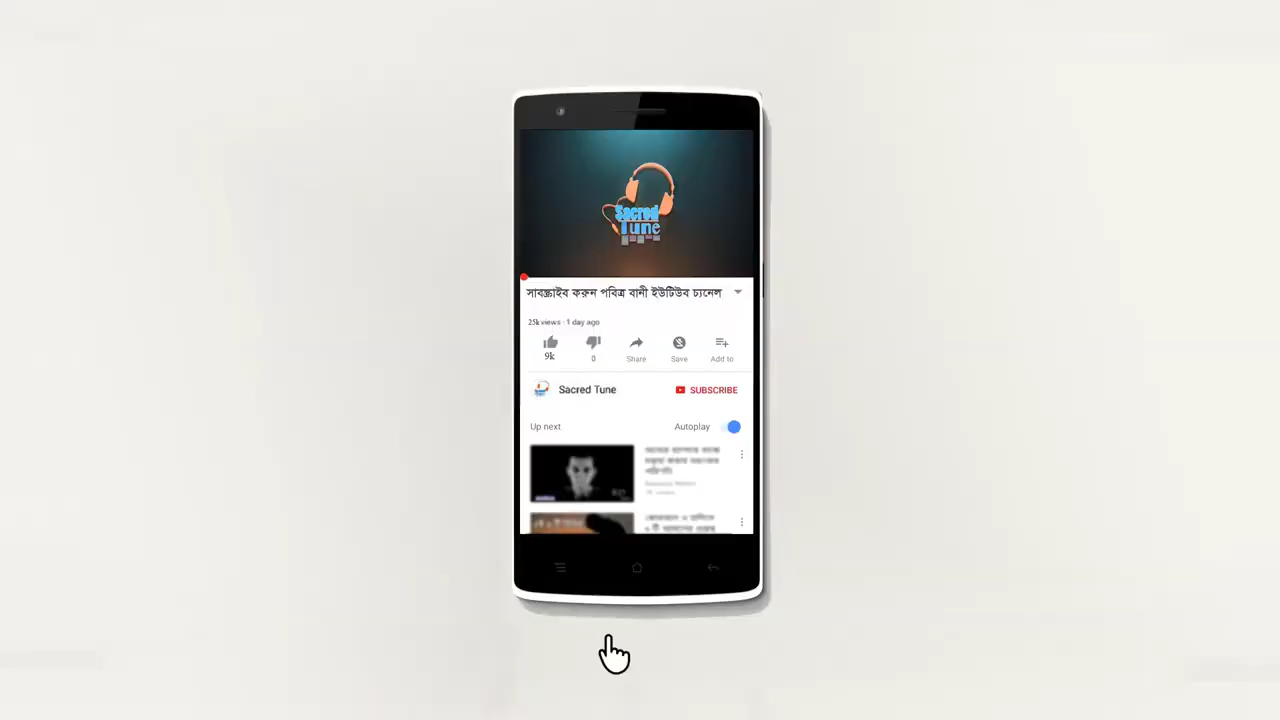 Sacred
Tune
সাবস্ক্রাইব করুন পবিত্র বানী ইউটিউব চ্যনেল
25k views · 1 day ago
9k
0
Share
Save
Add to
Sacred Tune
SUBSCRIBE
Up next
Autoplay